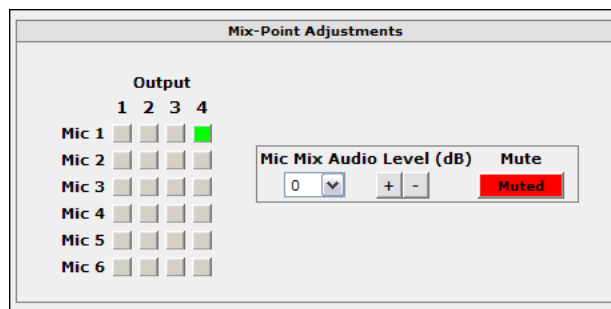 Mix-Point Adjustments
Output
1 2 3 4
Mic 1
Mic 2
Mic 3
Mic 4
Mic 5
Mic 6
Mic Mix Audio Level (dB) Mute
0 + - Muted